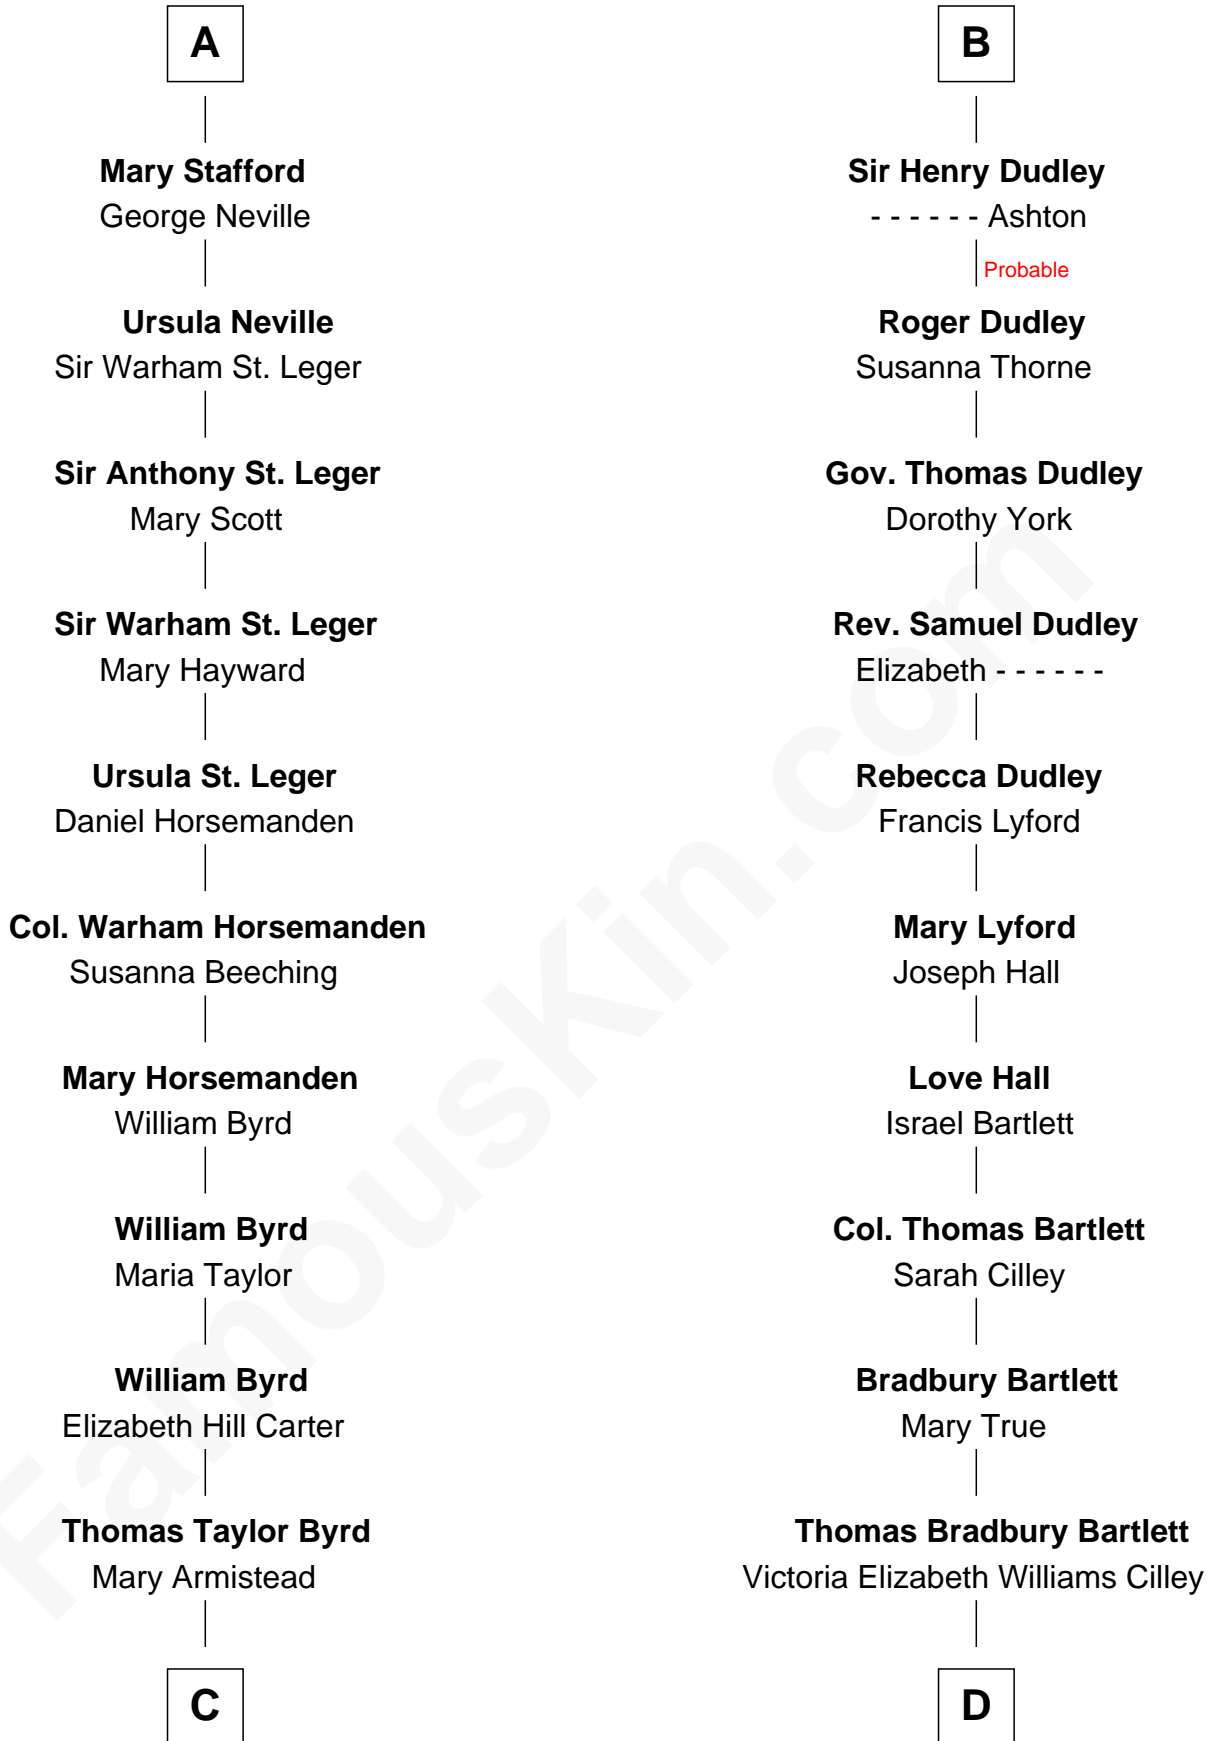 A
Mary Stafford
George Neville
Ursula Neville
Sir Warham St. Leger
Sir Anthony St. Leger
Mary Scott
Sir Warham St. Leger
Mary Hayward
Ursula St. Leger
Daniel Horsemanden
Col. Warham Horsemanden
Susanna Beeching
Mary Horsemanden
William Byrd
William Byrd
Maria Taylor
William Byrd
Elizabeth Hill Carter
Thomas Taylor Byrd
Mary Armistead
C
B
Sir Henry Dudley
- - - - - - Ashton
Probable
Roger Dudley
Susanna Thorne
Gov. Thomas Dudley
Dorothy York
Rev. Samuel Dudley
Elizabeth - - - - - -
Rebecca Dudley
Francis Lyford
Mary Lyford
Joseph Hall
Love Hall
Israel Bartlett
Col. Thomas Bartlett
Sarah Cilley
Bradbury Bartlett
Mary True
Thomas Bradbury Bartlett
Victoria Elizabeth Williams Cilley
D
FamousKin.com